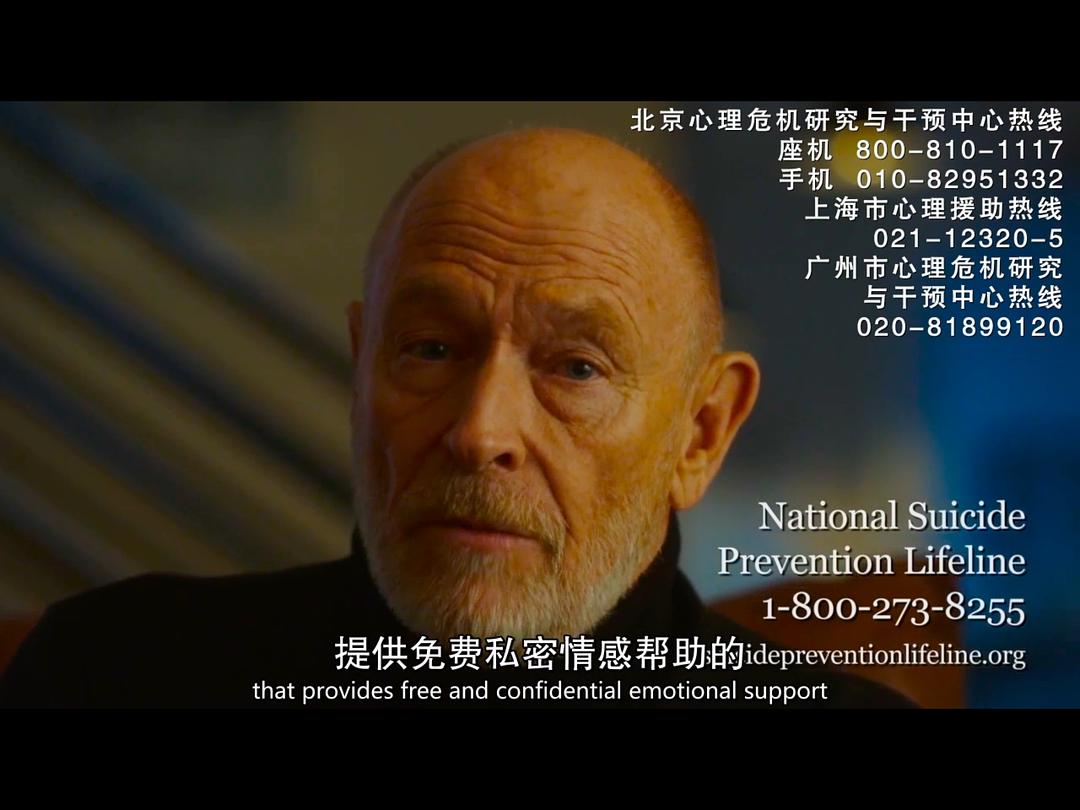 北京心理危机研究与干预中心热线
座机 800-810-1117
手机 010-82951332
上海市心理援助热线
021-12320-5
广州市心理危机研究
与干预中心热线
020-81899120
National Suicide
Prevention Lifeline
1-800-273-8255
idepreventionlifeline.org
提供免费私密情感帮助的
that provides free and confidential emotional support